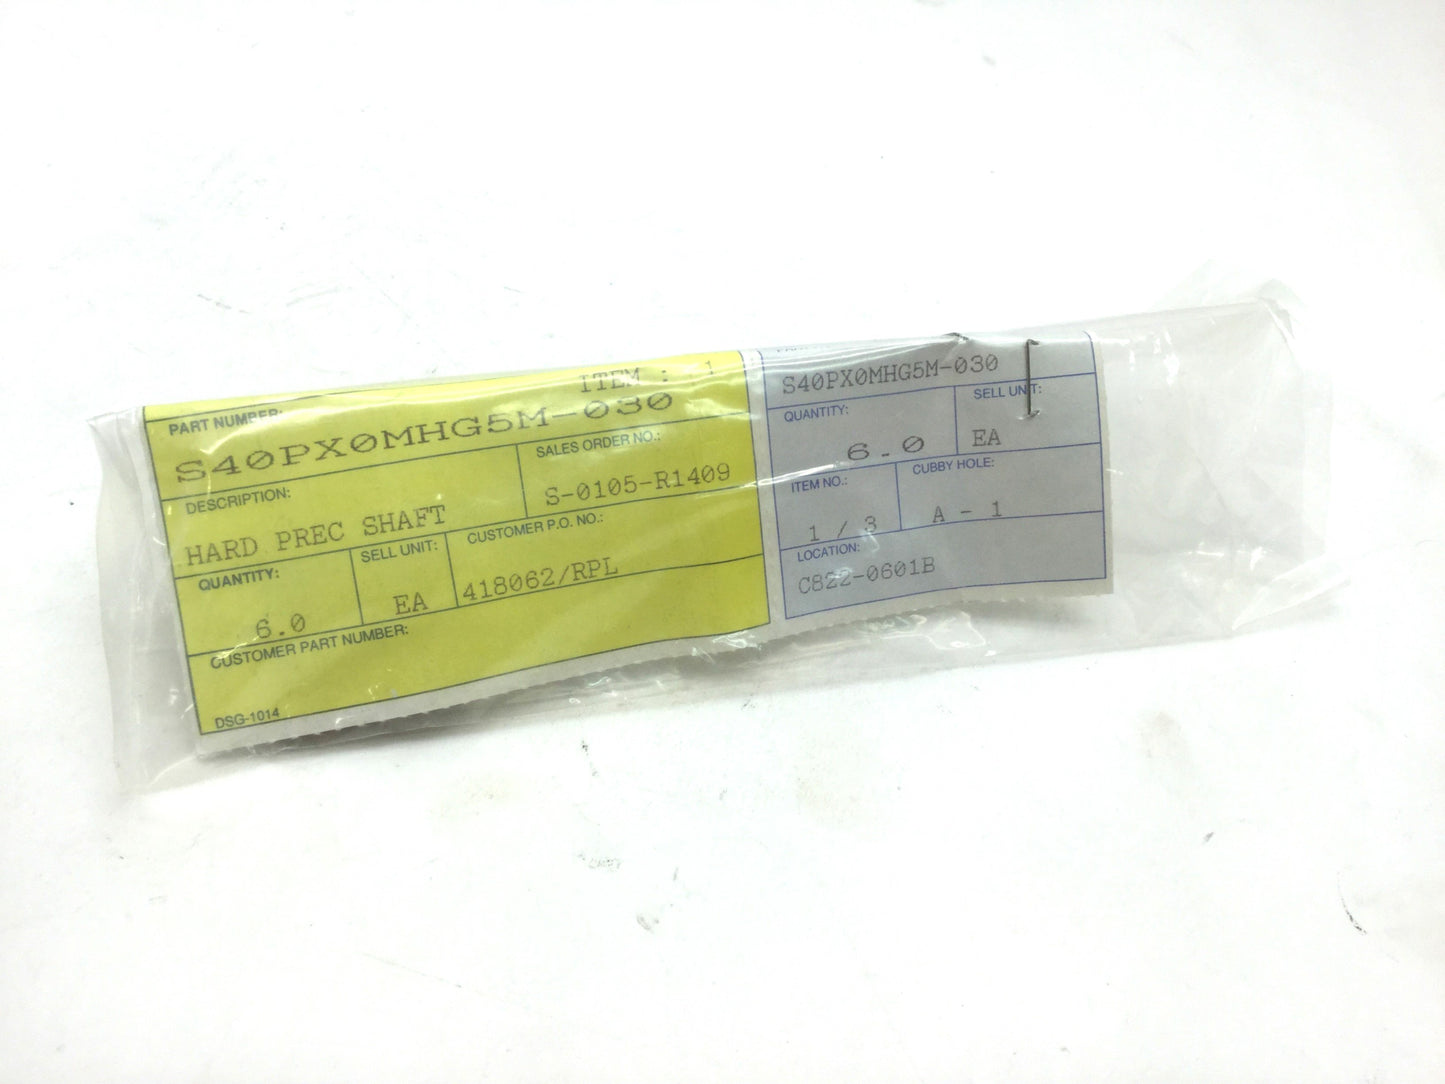 ITEM : 1
PART NUMBER:
S40PX0MHG5M-030
DESCRIPTION:
HARD PREC SHAFT
SALES ORDER NO.:
S-0105-R1409
QUANTITY:
6.0
SELL UNIT:
EA
CUSTOMER P.O. NO.:
418062/RPL
CUSTOMER PART NUMBER:
DSG-1014
S40PX0MHG5M-030
QUANTITY:
6.0
SELL UNIT:
EA
ITEM NO.:
1 / 3
CUBBY HOLE:
A - 1
LOCATION:
C822-0601B